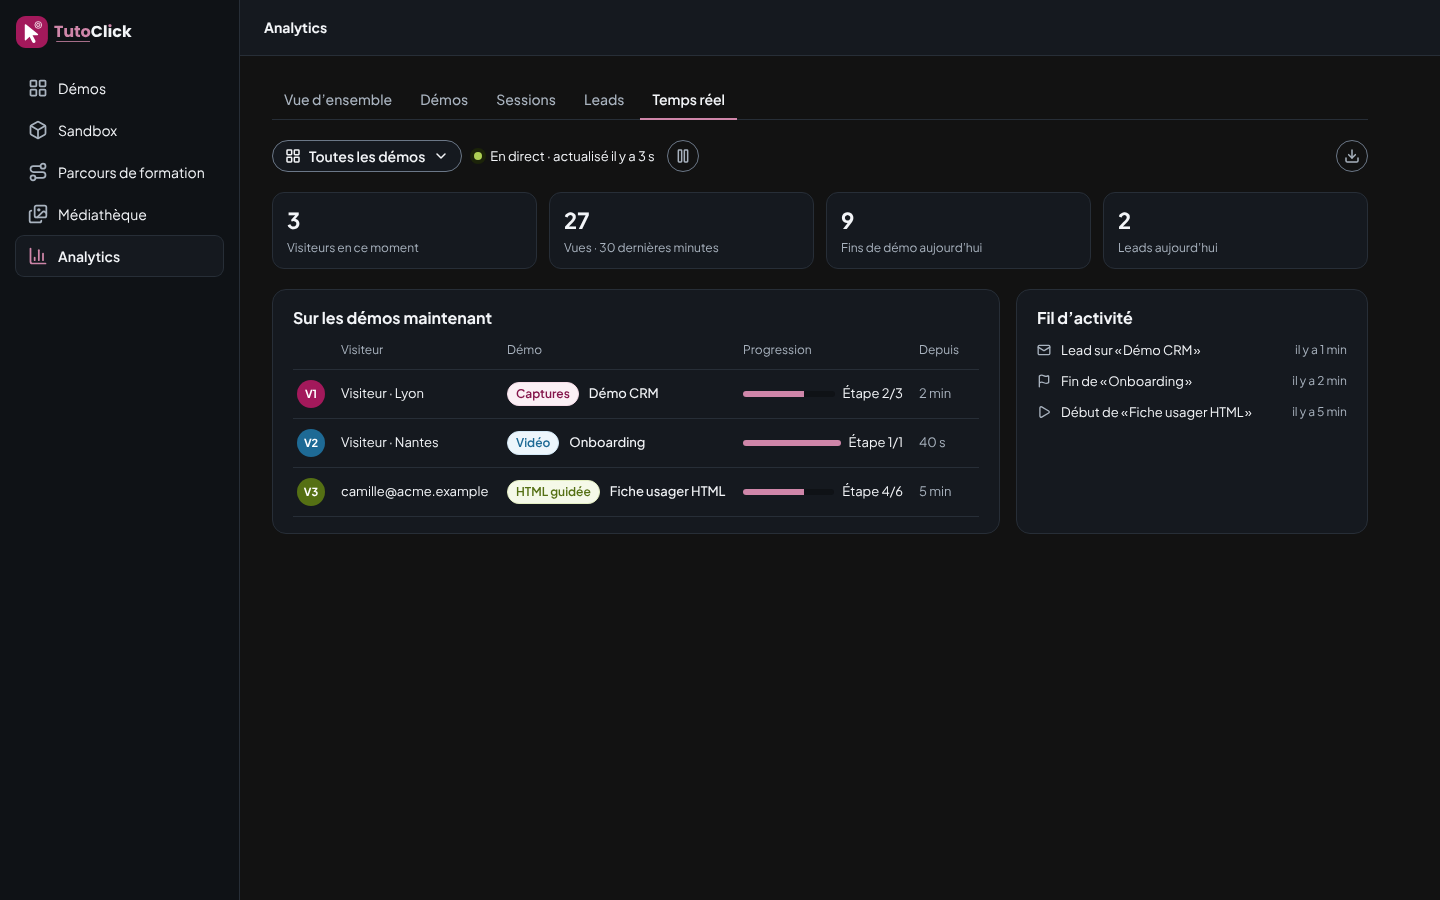 TutoClick
Analytics
Démos
Sandbox
Parcours de formation
Médiathèque
Analytics
Vue d'ensemble
Démos
Sessions
Leads
Temps réel
Toutes les démos
En direct · actualisé il y a 3 s
3
Visiteurs en ce moment
27
Vues · 30 dernières minutes
9
Fins de démo aujourd'hui
2
Leads aujourd'hui
Sur les démos maintenant
Visiteur Démo Progression Depuis
V1 Visiteur · Lyon Captures Démo CRM Étape 2/3 2 min
V2 Visiteur · Nantes Vidéo Onboarding Étape 1/1 40 s
V3 camille@acme.example HTML guidée Fiche usager HTML Étape 4/6 5 min
Fil d'activité
Lead sur « Démo CRM » il y a 1 min
Fin de « Onboarding » il y a 2 min
Début de « Fiche usager HTML » il y a 5 min